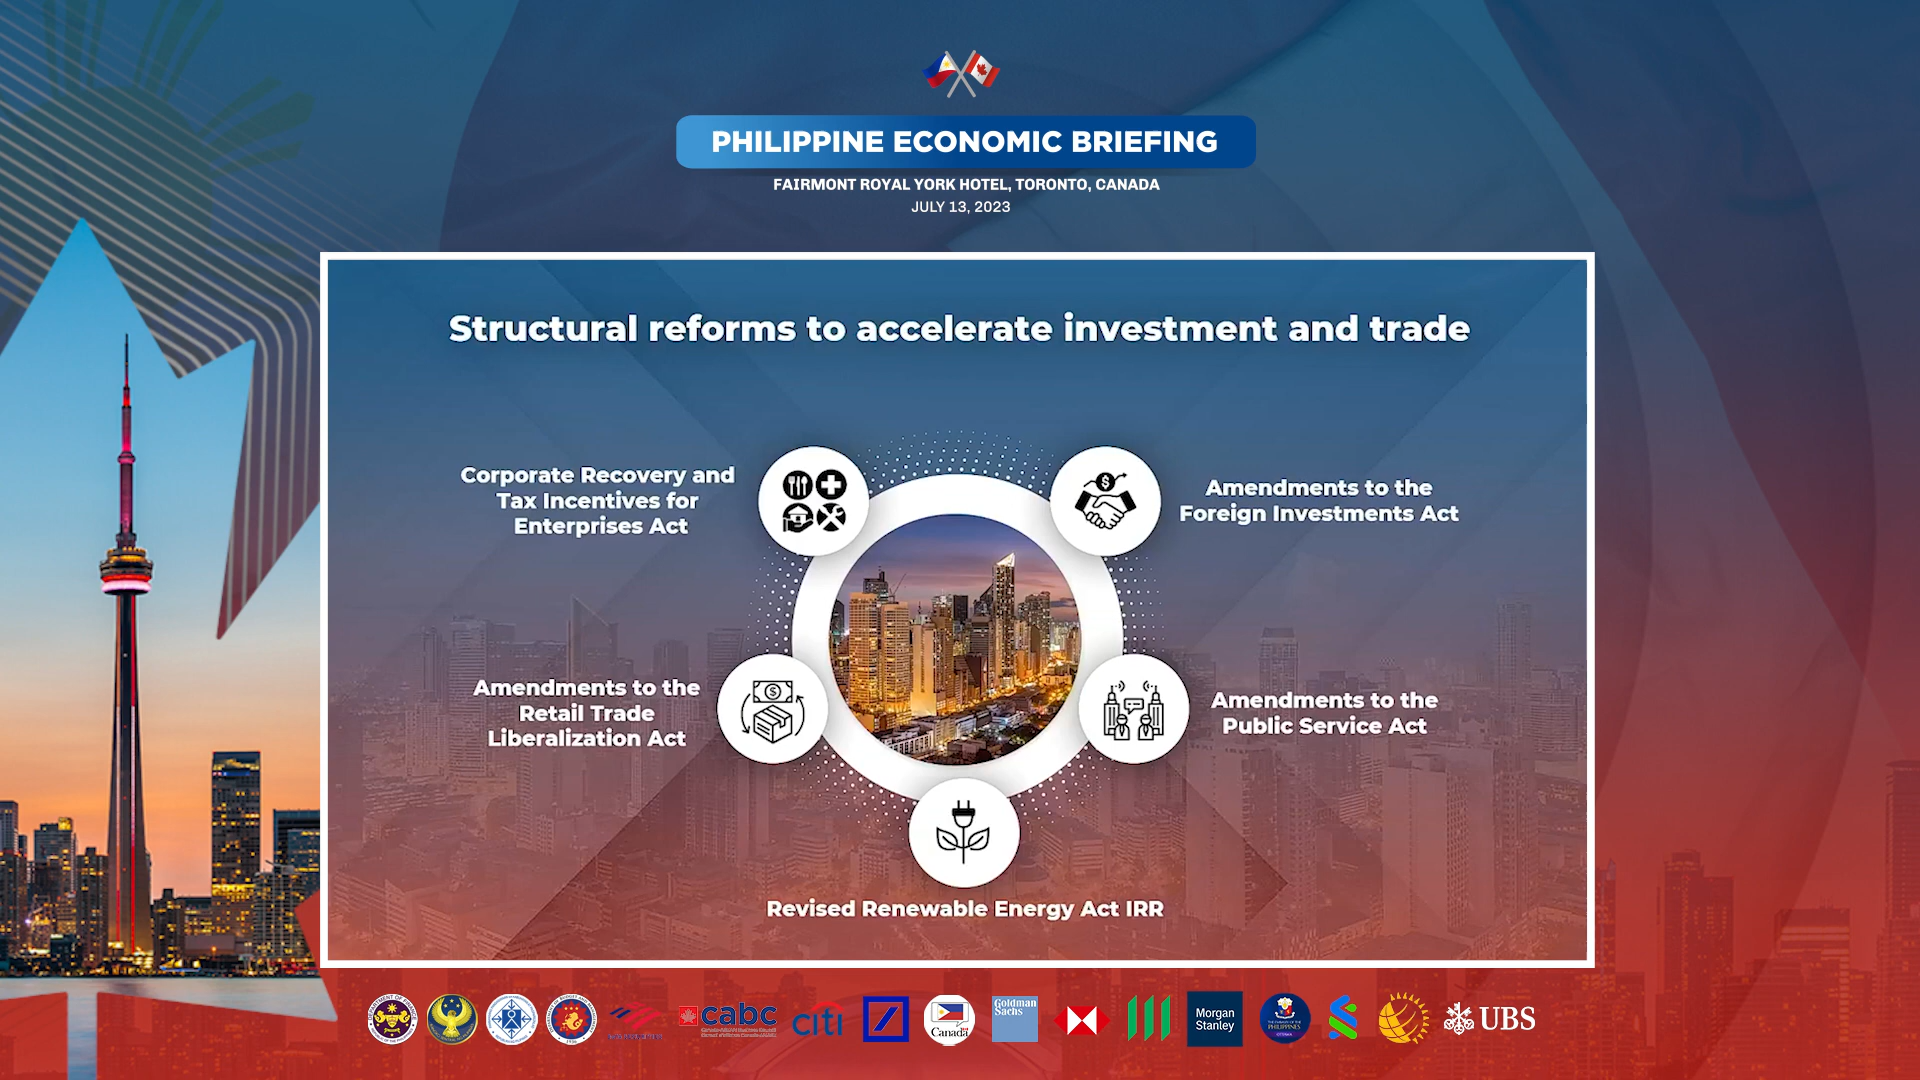 PHILIPPINE ECONOMIC BRIEFING
FAIRMONT ROYAL YORK HOTEL, TORONTO, CANADA
JULY 13, 2023
Structural reforms to accelerate investment and trade
Corporate Recovery and
Tax Incentives for
Enterprises Act
Amendments to the
Foreign Investments Act
Amendments to the
Retail Trade
Liberalization Act
Amendments to the
Public Service Act
Revised Renewable Energy Act IRR
cabc
citi
Canada
Goldman
Sachs
Morgan
Stanley
PHILIPPINES
UBS